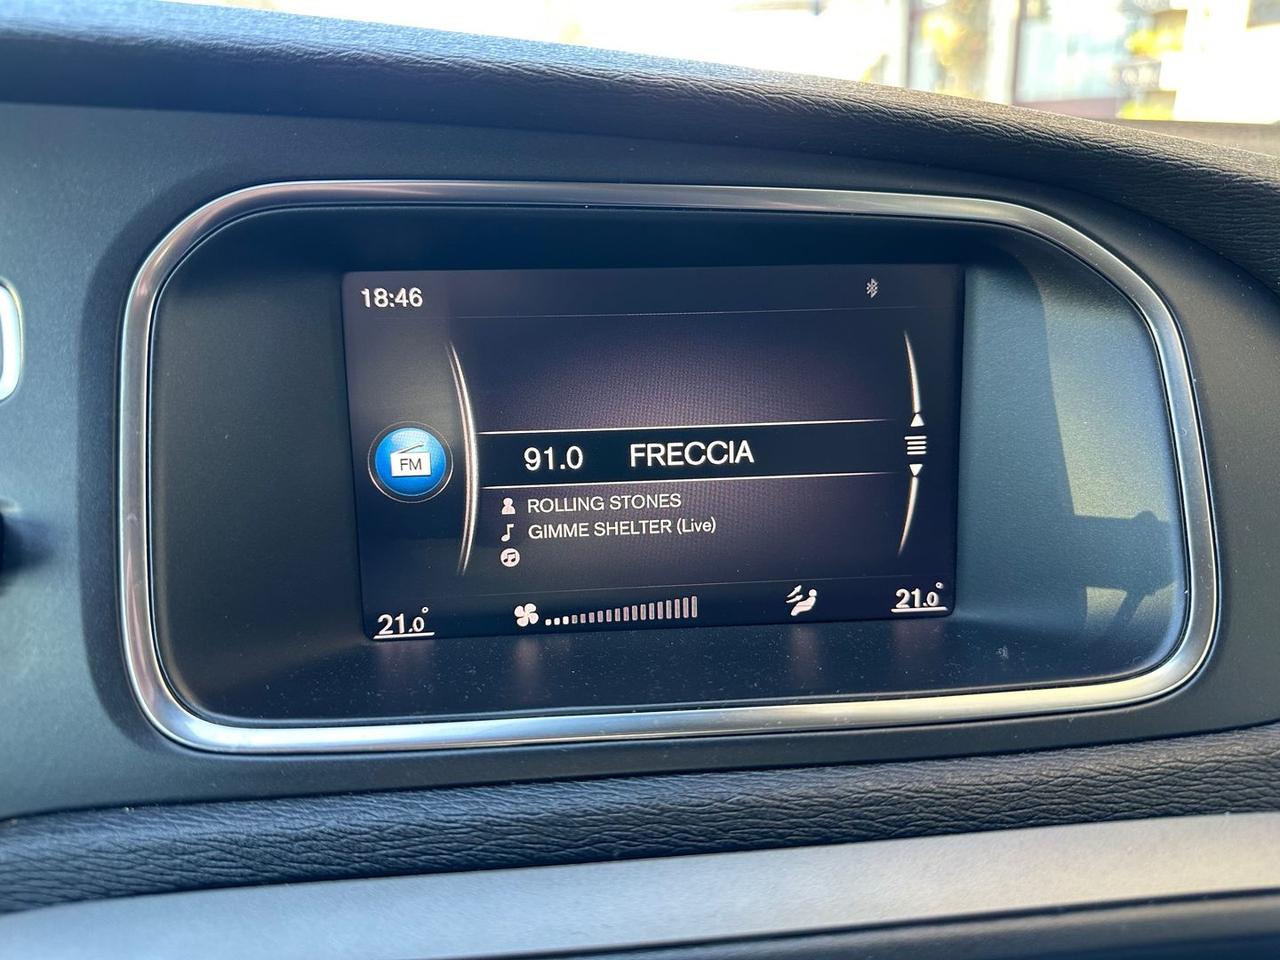 18:46
FM
91.0 FRECCIA
ROLLING STONES
GIMME SHELTER (Live)
21.0° 21.0°